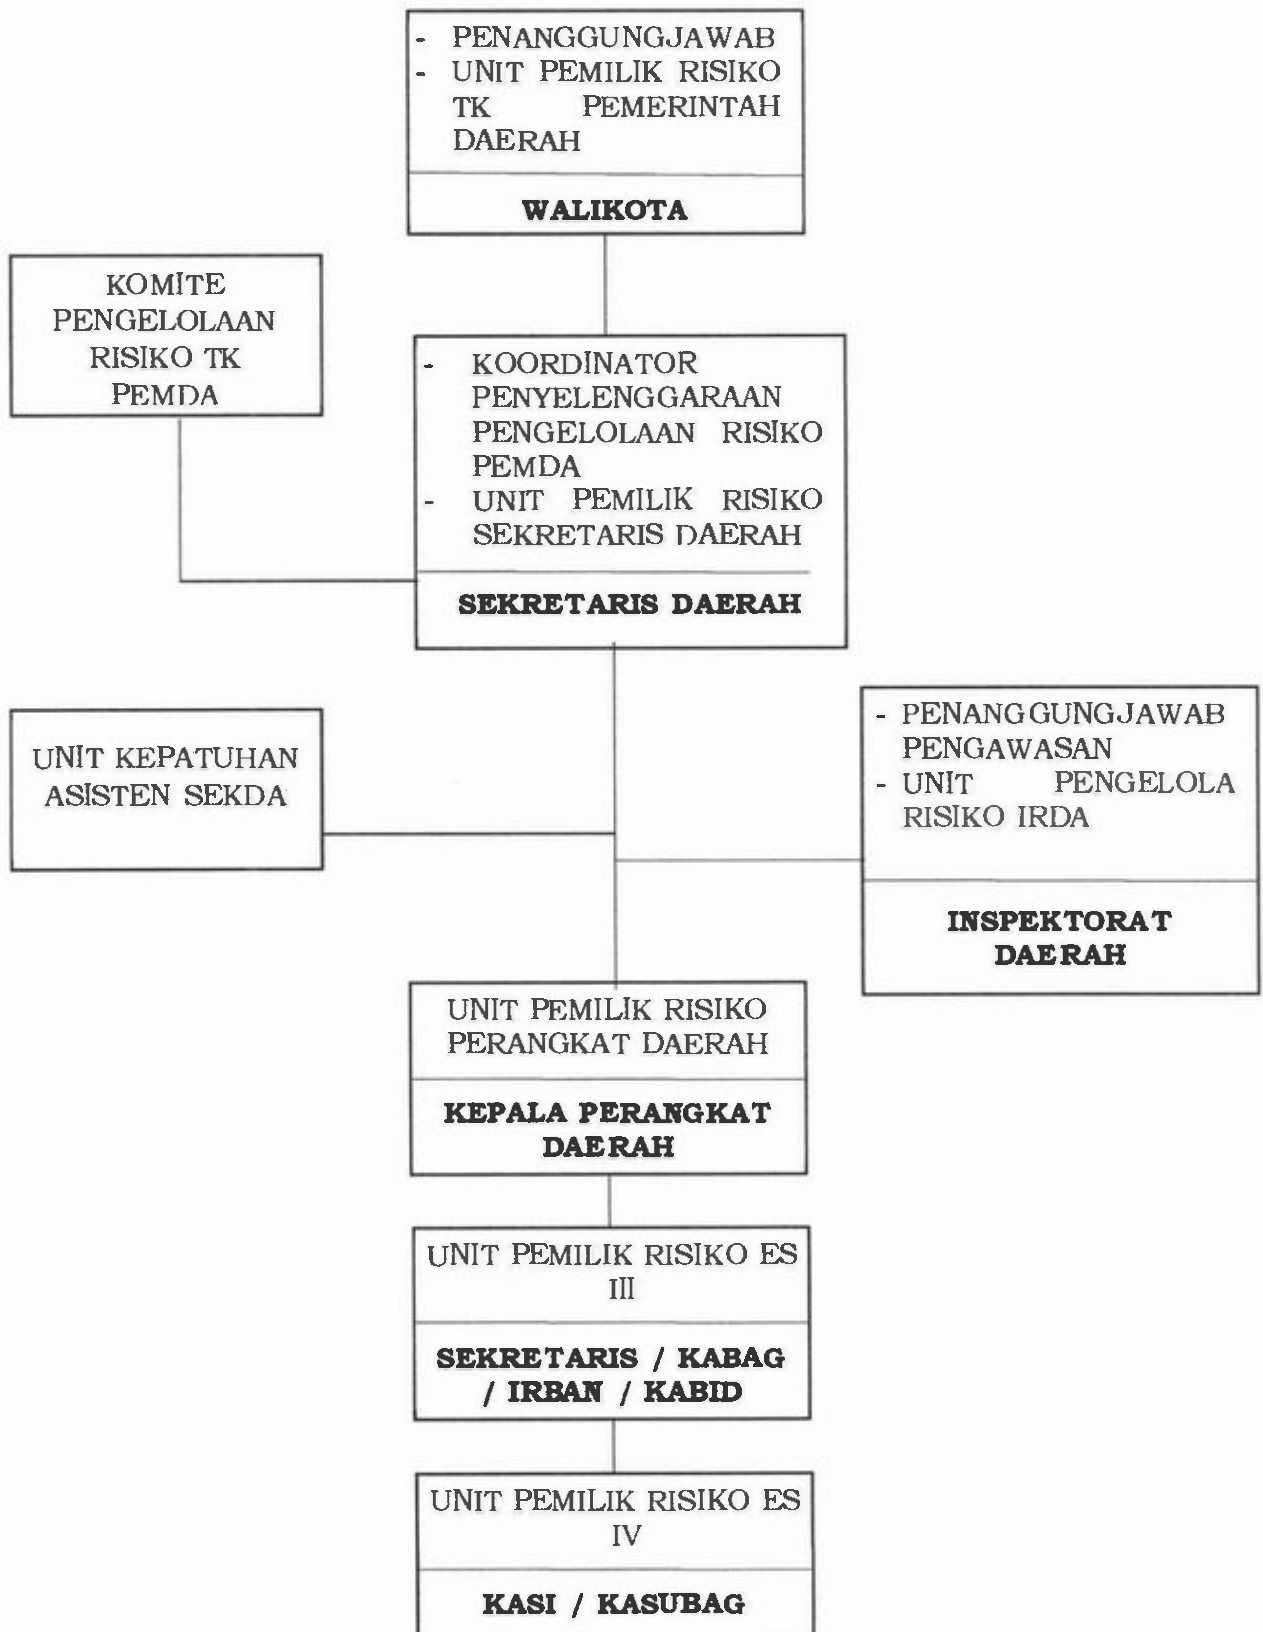 - PENANGGUNGJAWAB
- UNIT PEMILIK RISIKO
TK PEMERINTAH
DAERAH
WALIKOTA
KOMITE
PENGELOLAAN
RISIKO TK
PEMDA
- KOORDINATOR
PENYELENGGARAAN
PENGELOLAAN RISIKO
PEMDA
- UNIT PEMILIK RISIKO
SEKRETARIS DAERAH
SEKRETARIS DAERAH
UNIT KEPATUHAN
ASISTEN SEKDA
- PENANGGUNGJAWAB
PENGAWASAN
- UNIT PENGELOLA
RISIKO IRDA
INSPEKTORAT
DAERAH
UNIT PEMILIK RISIKO
PERANGKAT DAERAH
KEPALA PERANGKAT
DAERAH
UNIT PEMILIK RISIKO ES
III
SEKRETARIS / KABAG
/ IRBAN / KABID
UNIT PEMILIK RISIKO ES
IV
KASI / KASUBAG